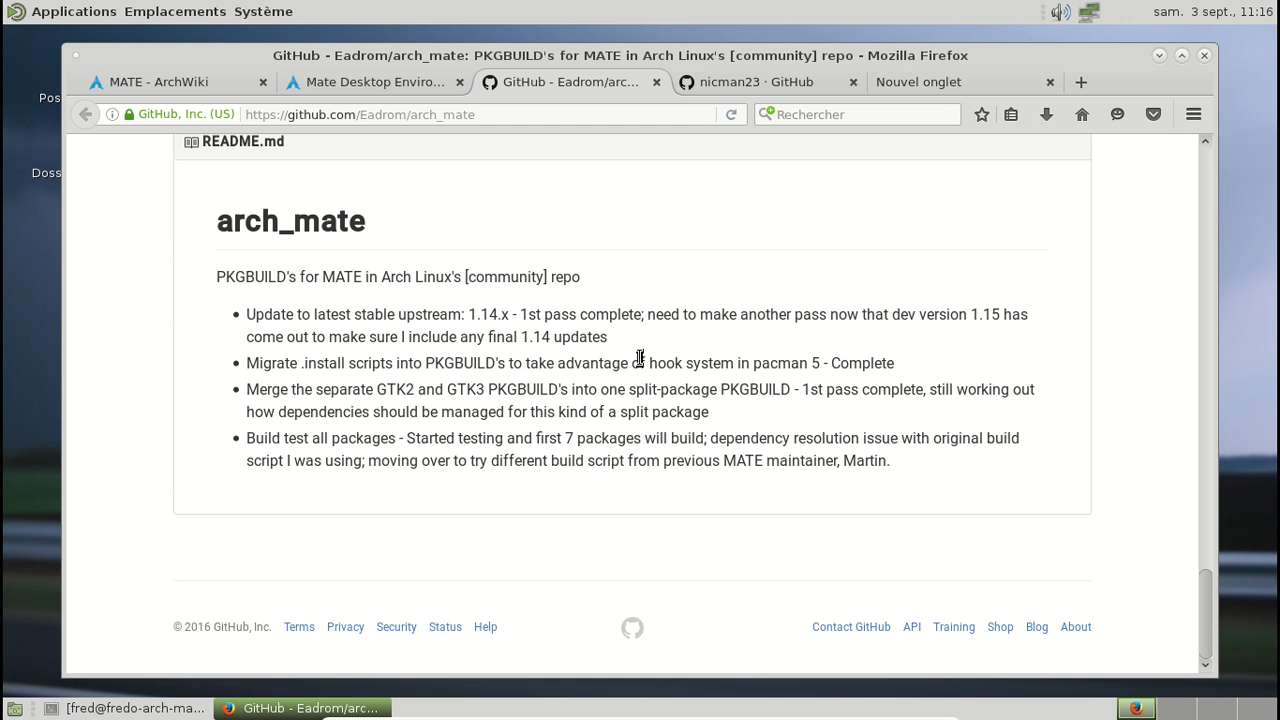 Applications Emplacements Système
sam. 3 sept., 11:16
Pos
Doss
GitHub - Eadrom/arch_mate: PKGBUILD's for MATE in Arch Linux's [community] repo - Mozilla Firefox
MATE - ArchWiki
Mate Desktop Enviro...
GitHub - Eadrom/arc...
nicman23 · GitHub
Nouvel onglet
GitHub, Inc. (US)
https://github.com/Eadrom/arch_mate
Rechercher
README.md
arch_mate
PKGBUILD's for MATE in Arch Linux's [community] repo
• Update to latest stable upstream: 1.14.x - 1st pass complete; need to make another pass now that dev version 1.15 has
come out to make sure I include any final 1.14 updates
• Migrate .install scripts into PKGBUILD's to take advantage of hook system in pacman 5 - Complete
• Merge the separate GTK2 and GTK3 PKGBUILD's into one split-package PKGBUILD - 1st pass complete, still working out
how dependencies should be managed for this kind of a split package
• Build test all packages - Started testing and first 7 packages will build; dependency resolution issue with original build
script I was using; moving over to try different build script from previous MATE maintainer, Martin.
© 2016 GitHub, Inc. Terms Privacy Security Status Help
Contact GitHub API Training Shop Blog About
[fred@fredo-arch-ma...
GitHub - Eadrom/arc...